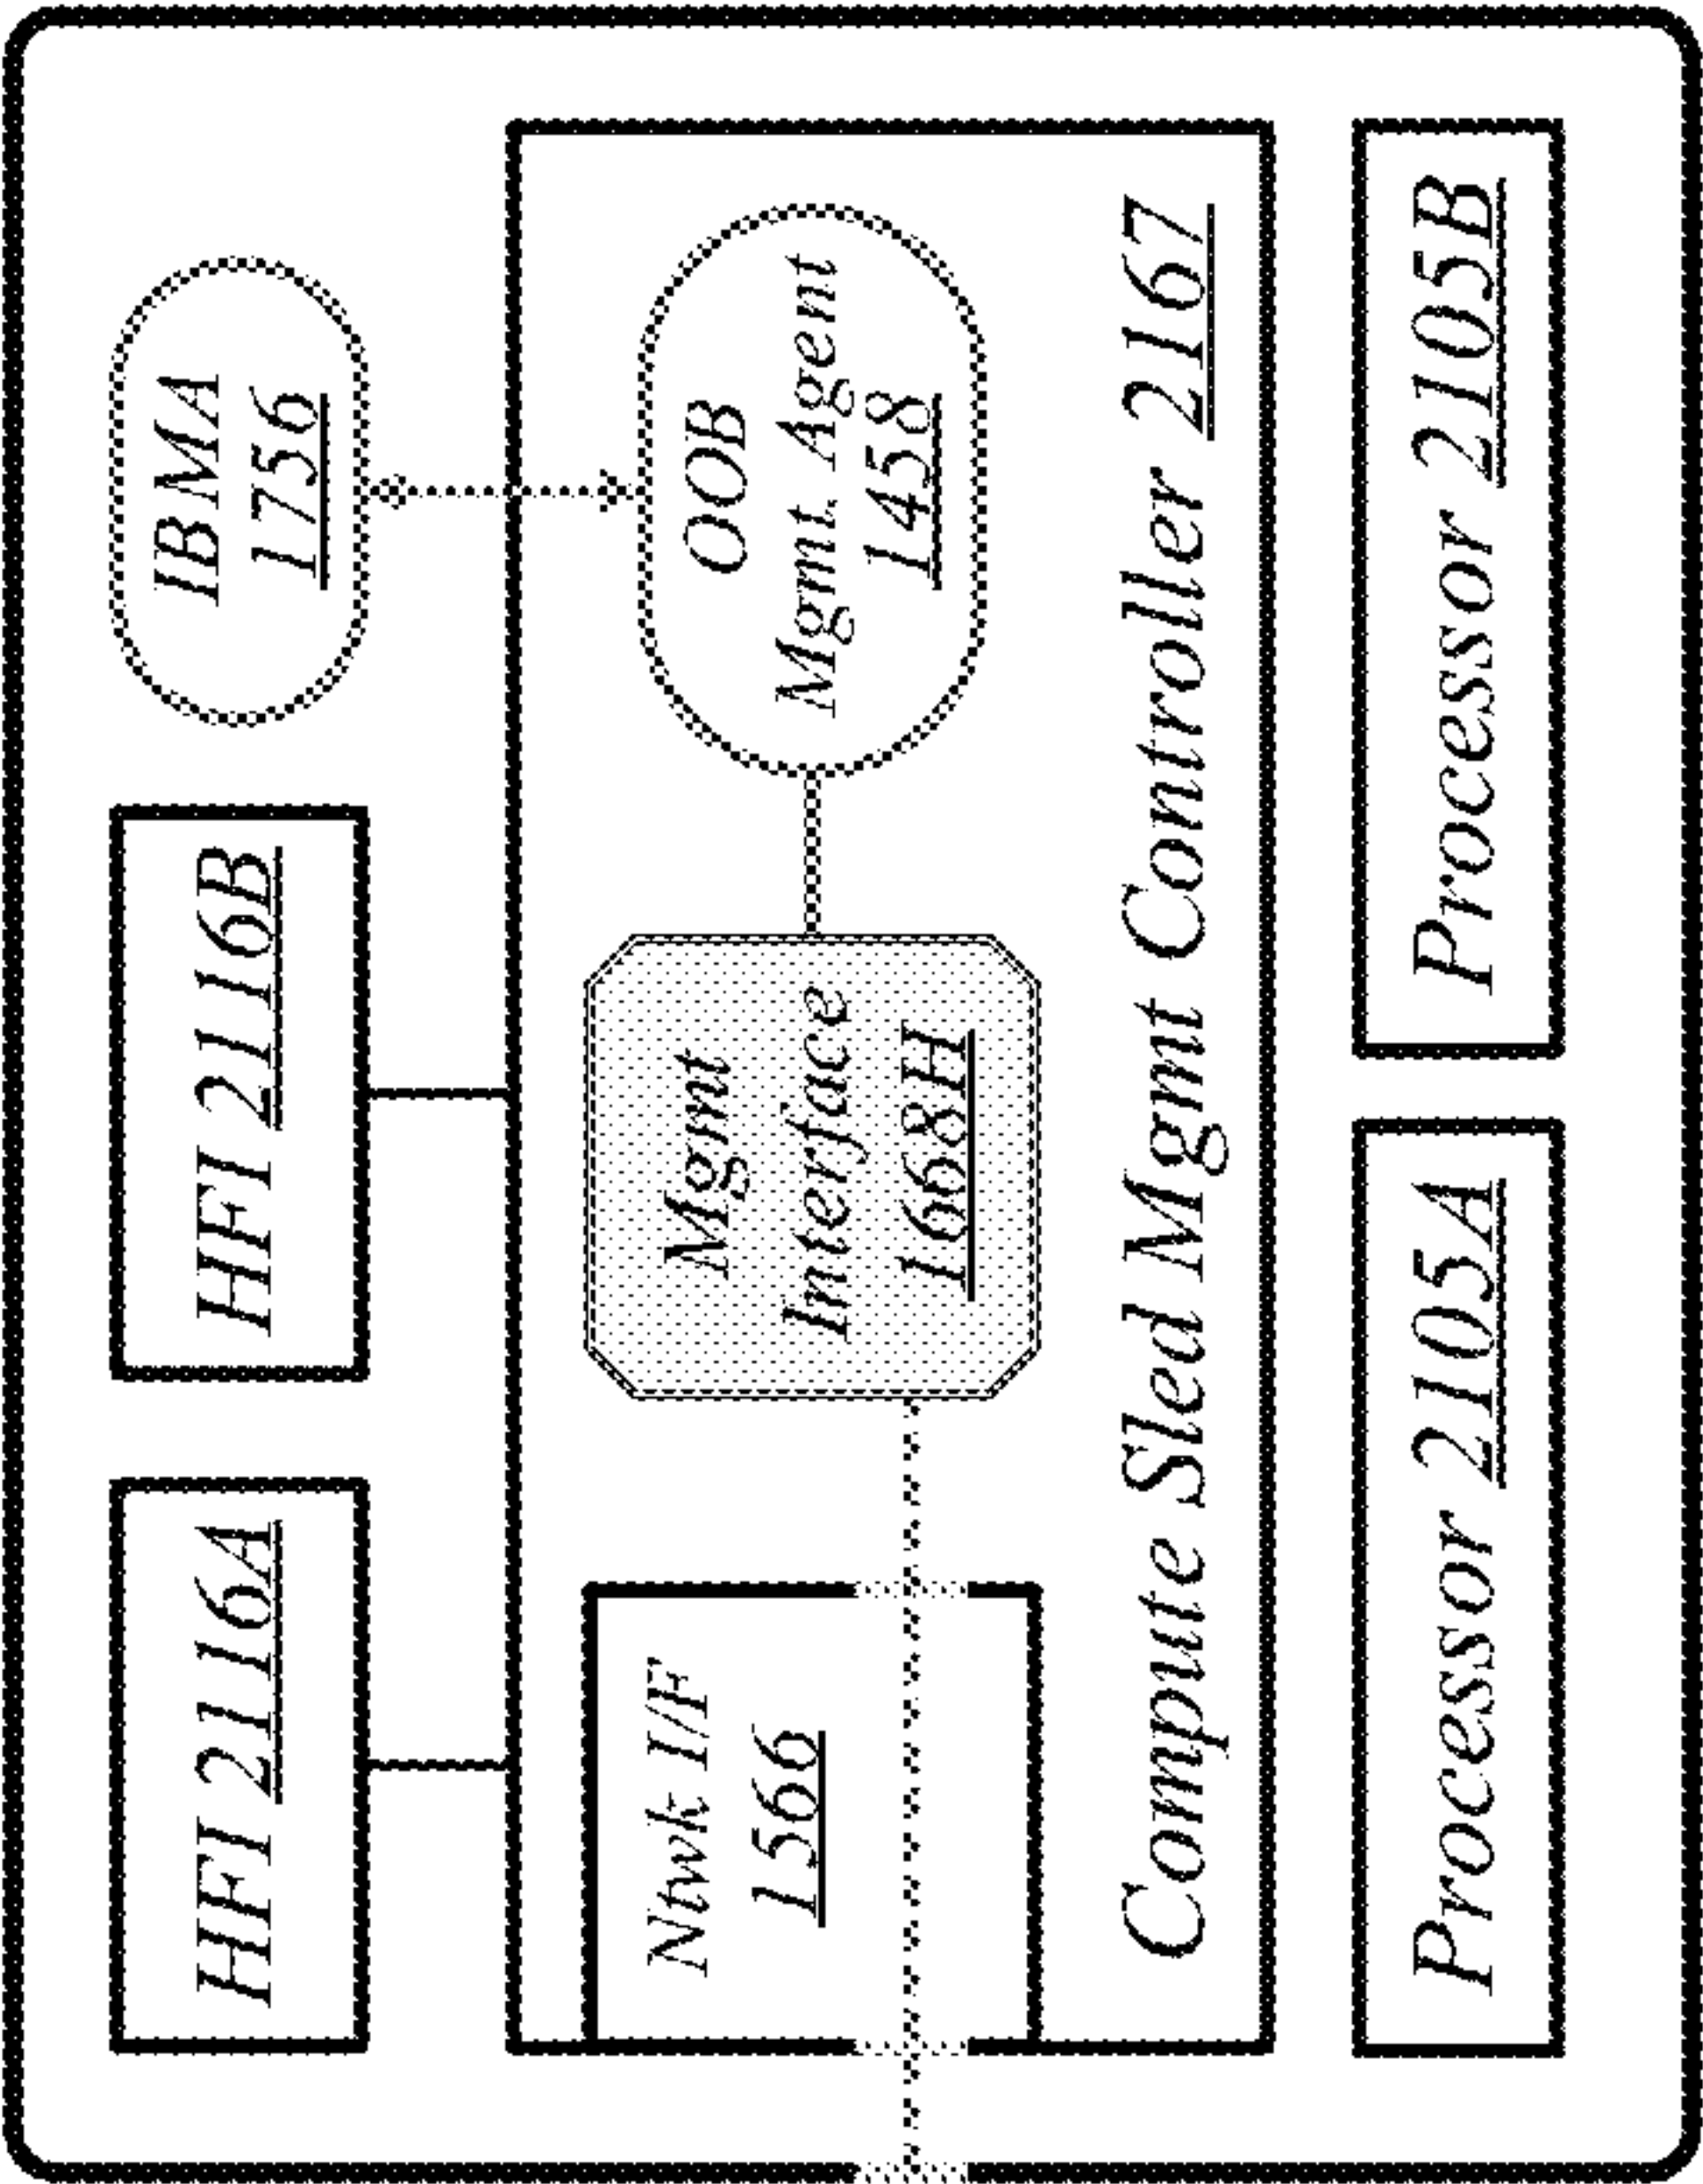 HFI 2116A
HFI 2116B
IBMA
1756
Ntwk I/F
1566
Mgmt
Interface
1668H
OOB
Mgmt. Agent
1458
Compute Sled Mgmt Controller 2167
Processor 2105A
Processor 2105B